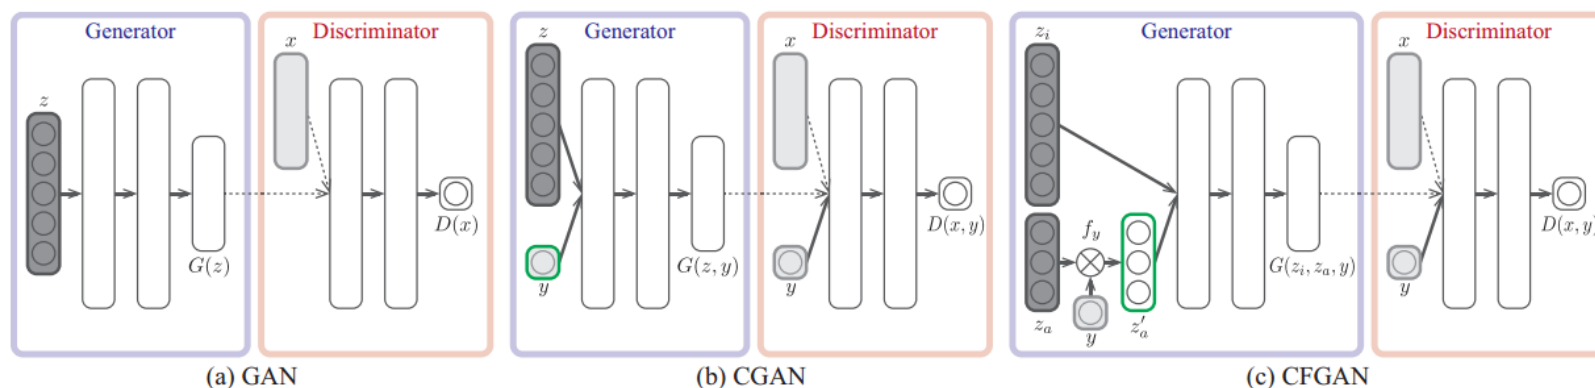 Generator
Discriminator
z
x
G(z)
D(x)
(a) GAN
Generator
Discriminator
z
x
y
G(z, y)
y
D(x, y)
(b) CGAN
Generator
Discriminator
z_i
x
f_y
z_a
y
z'_a
G(z_i, z_a, y)
y
D(x, y)
(c) CFGAN